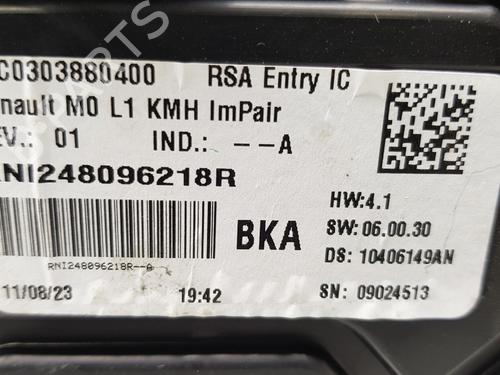 C0303880400 RSA Entry IC
nault M0 L1 KMH ImPair
EV.: 01 IND.: --A
RNI248096218R
HW:4.1
BKA SW: 06.00.30
DS: 10406149AN
RNI248096218R--A
11/08/23 19:42 SN: 09024513